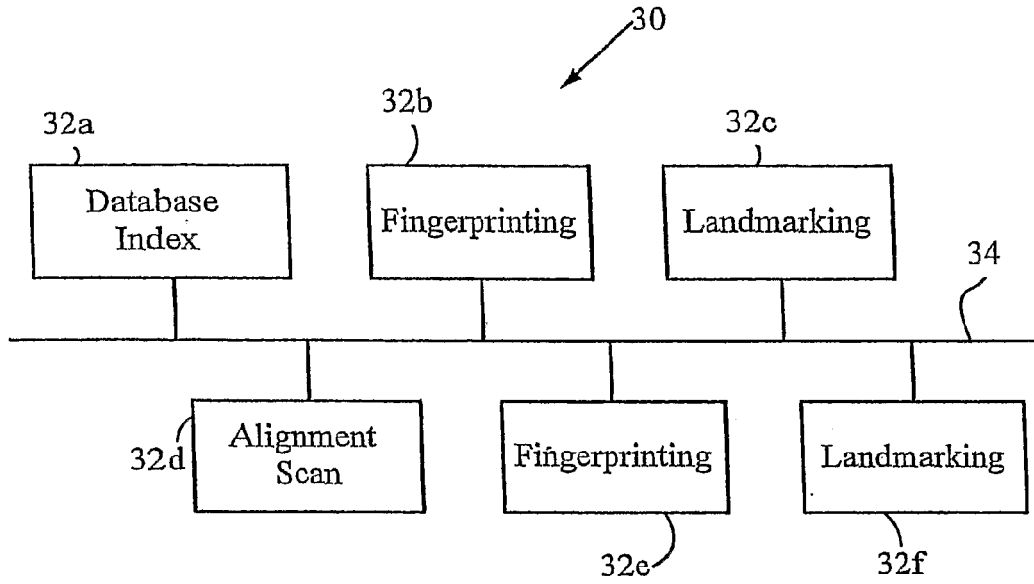 30
32a
32b
32c
Database
Index
Fingerprinting
Landmarking
34
32d
Alignment
Scan
Fingerprinting
Landmarking
32e
32f